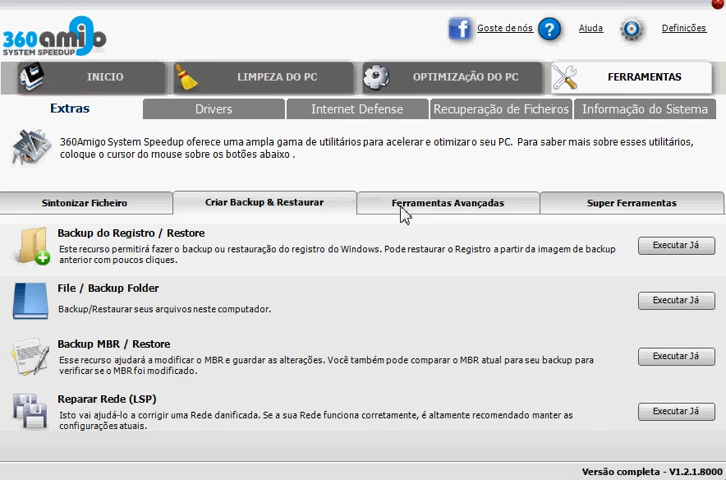 360amigo
SYSTEM SPEEDUP
Goste de nós
Ajuda
Definições
INICIO
LIMPEZA DO PC
OPTIMIZAçÃO DO PC
FERRAMENTAS
Extras
Drivers
Internet Defense
Recuperação de Ficheiros
Informação do Sistema
360Amigo System Speedup oferece uma ampla gama de utilitários para acelerar e otimizar o seu PC. Para saber mais sobre esses utilitários,
coloque o cursor do mouse sobre os botões abaixo .
Sintonizar Ficheiro
Criar Backup & Restaurar
Ferramentas Avançadas
Super Ferramentas
Backup do Registro / Restore
Este recurso permitirá fazer o backup ou restauração do registro do Windows. Pode restaurar o Registro a partir da imagem de backup
anterior com poucos cliques.
Executar Já
File / Backup Folder
Backup/Restaurar seus arquivos neste computador.
Executar Já
Backup MBR / Restore
Esse recurso ajudará a modificar o MBR e guardar as alterações. Você também pode comparar o MBR atual para seu backup para
verificar se o MBR foi modificado.
Executar Já
Reparar Rede (LSP)
Isto vai ajudá-lo a corrigir uma Rede danificada. Se a sua Rede funciona corretamente, é altamente recomendado manter as
configurações atuais.
Executar Já
Versão completa - V1.2.1.8000